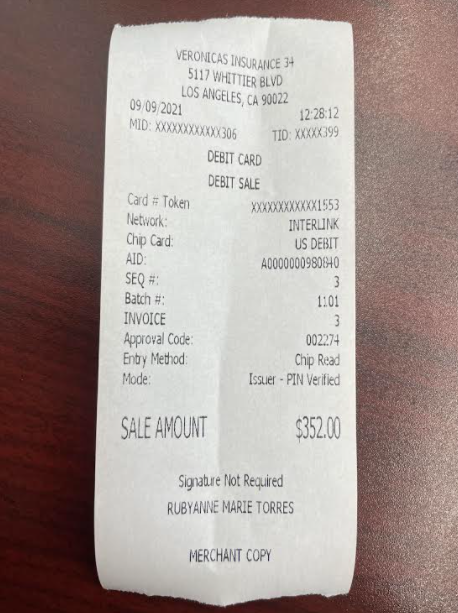 VERONICAS INSURANCE 34
5117 WHITTIER BLVD
LOS ANGELES, CA 90022
09/09/2021 12:28:12
MID: XXXXXXXXXXXX306 TID: XXXXX399
DEBIT CARD
DEBIT SALE
Card # Token XXXXXXXXXXXX1553
Network: INTERLINK
Chip Card: US DEBIT
AID: A0000000980840
SEQ #: 3
Batch #: 1101
INVOICE 3
Approval Code: 002274
Entry Method: Chip Read
Mode: Issuer - PIN Verified
SALE AMOUNT $352.00
Signature Not Required
RUBYANNE MARIE TORRES
MERCHANT COPY